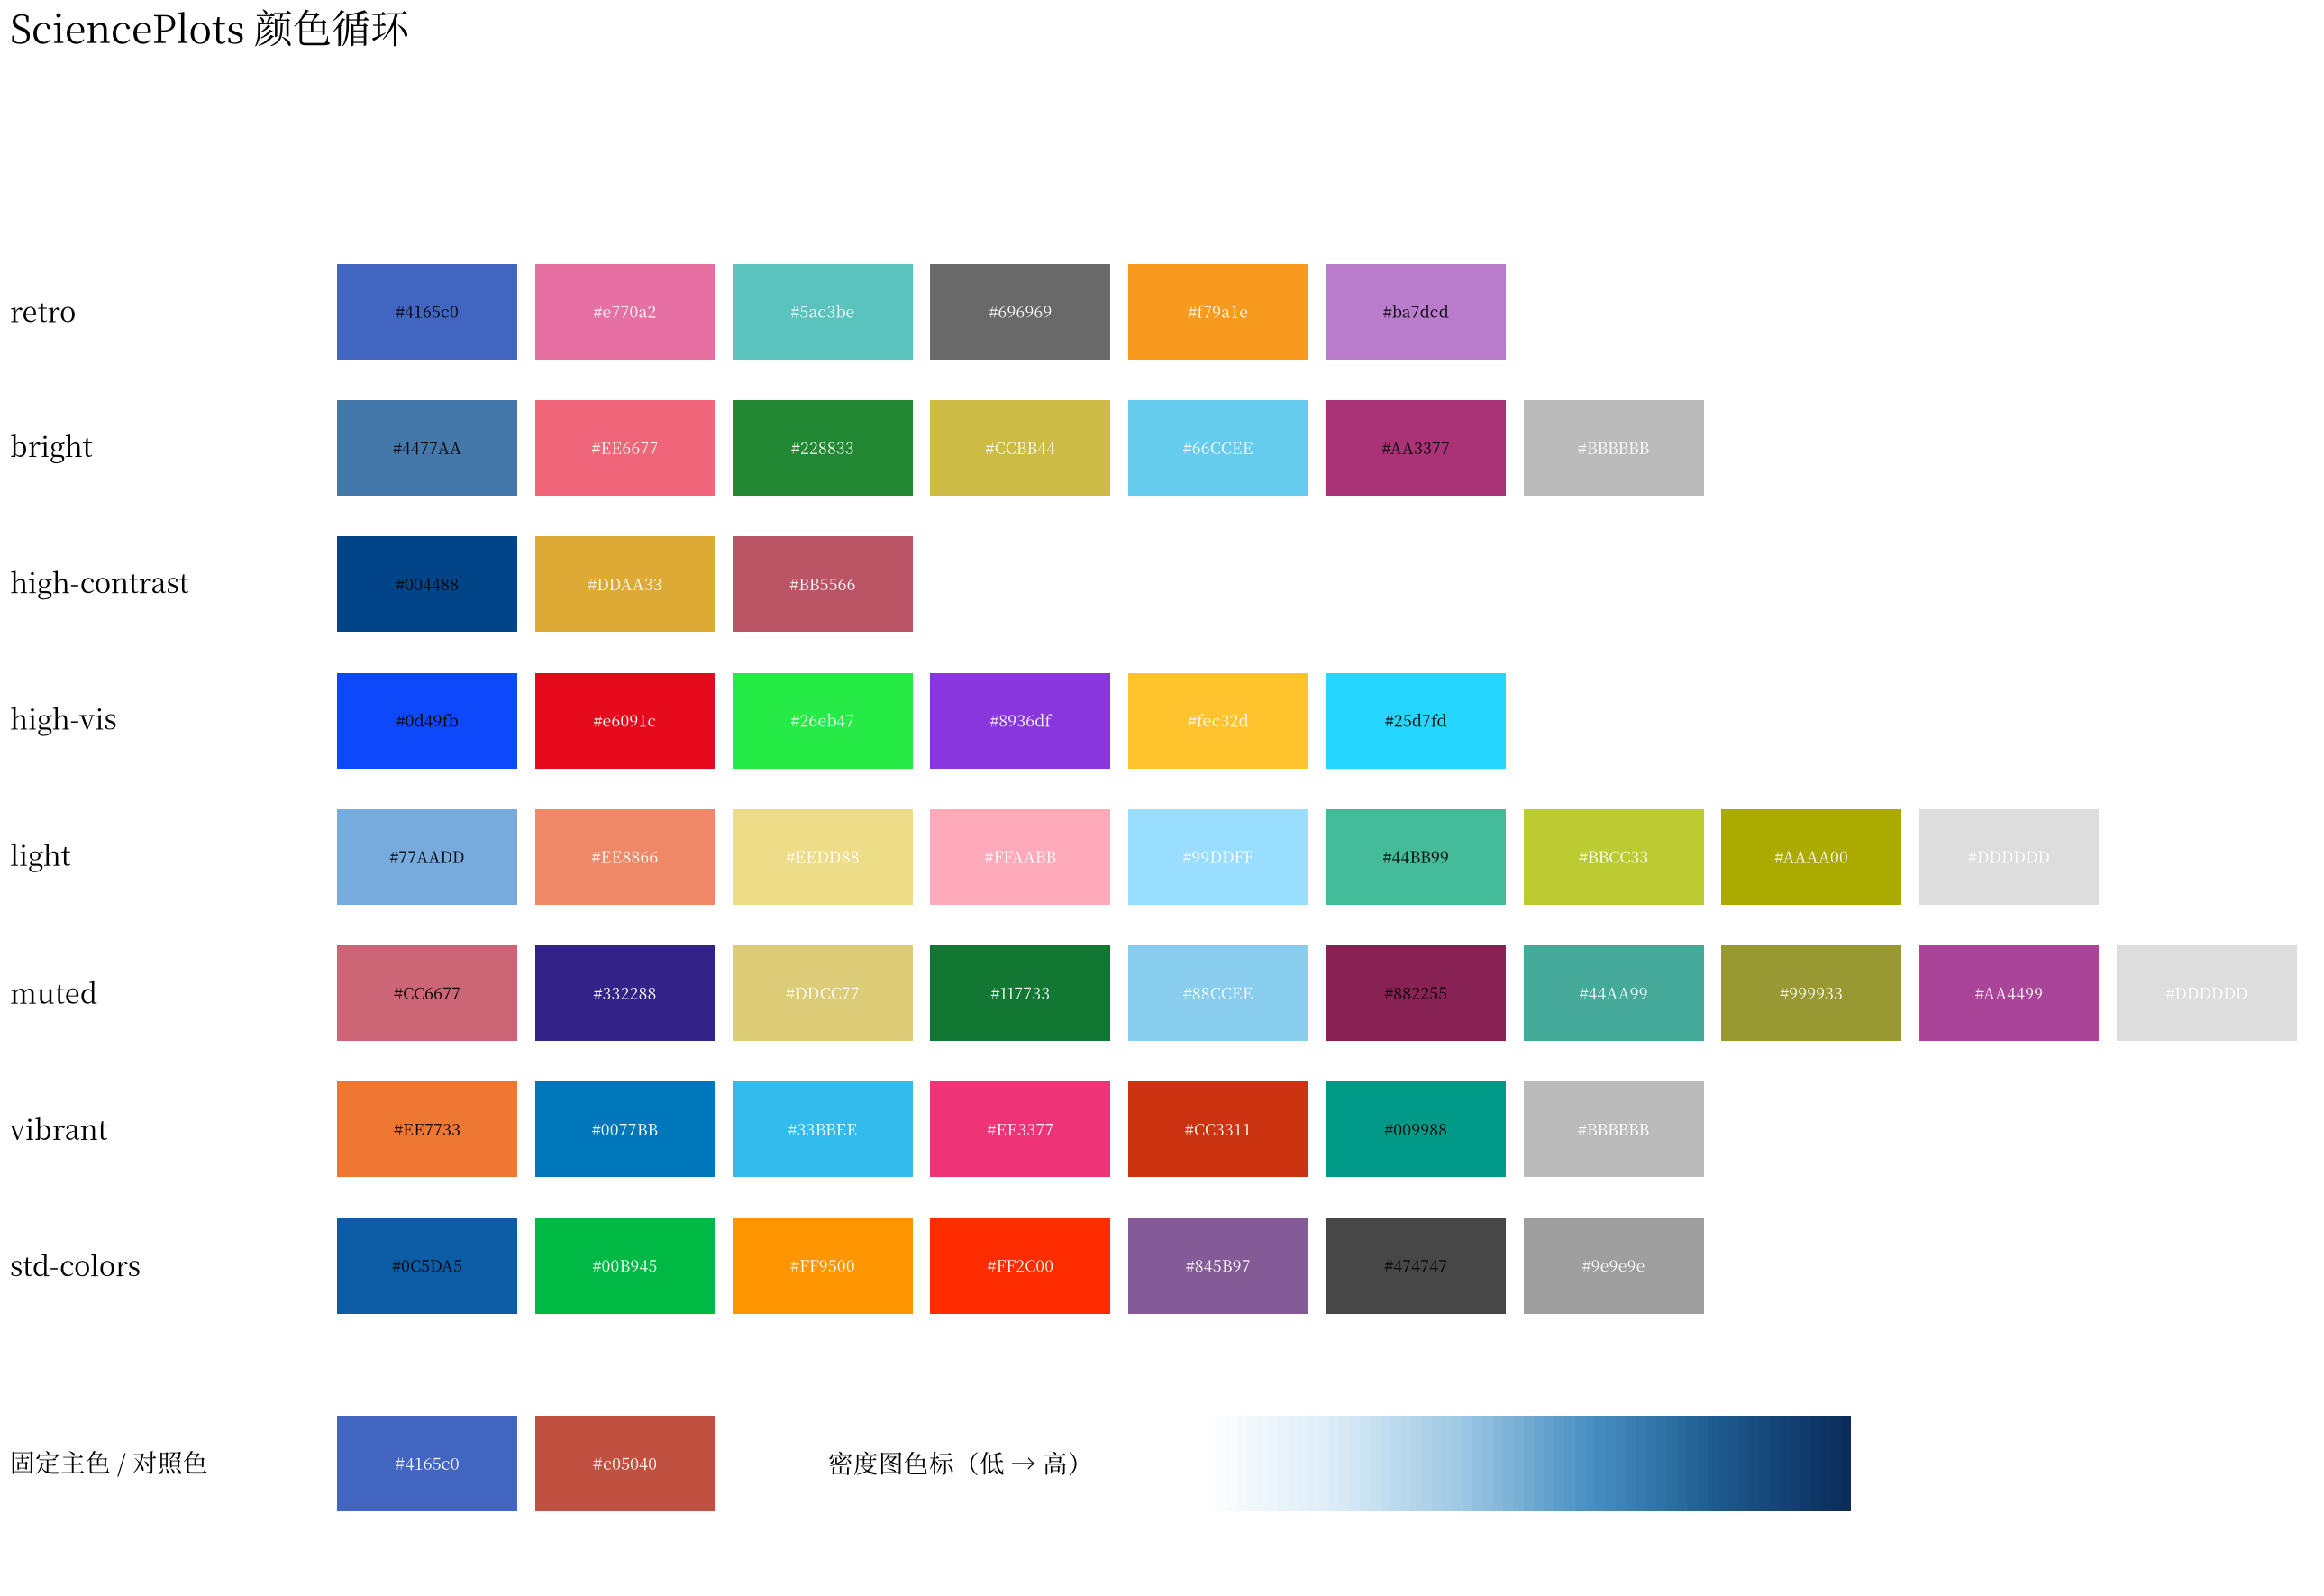 SciencePlots 颜色循环
retro #4165c0 #e770a2 #5ac3be #696969 #f79a1e #ba7dcd
bright #4477AA #EE6677 #228833 #CCBB44 #66CCEE #AA3377 #BBBBBB
high-contrast #004488 #DDAA33 #BB5566
high-vis #0d49fb #e6091c #26eb47 #8936df #fec32d #25d7fd
light #77AADD #EE8866 #EEDD88 #FFAABB #99DDFF #44BB99 #BBCC33 #AAAA00 #DDDDDD
muted #CC6677 #332288 #DDCC77 #117733 #88CCEE #882255 #44AA99 #999933 #AA4499 #DDDDDD
vibrant #EE7733 #0077BB #33BBEE #EE3377 #CC3311 #009988 #BBBBBB
std-colors #0C5DA5 #00B945 #FF9500 #FF2C00 #845B97 #474747 #9e9e9e
固定主色 / 对照色 #4165c0 #c05040 密度图色标（低 → 高）